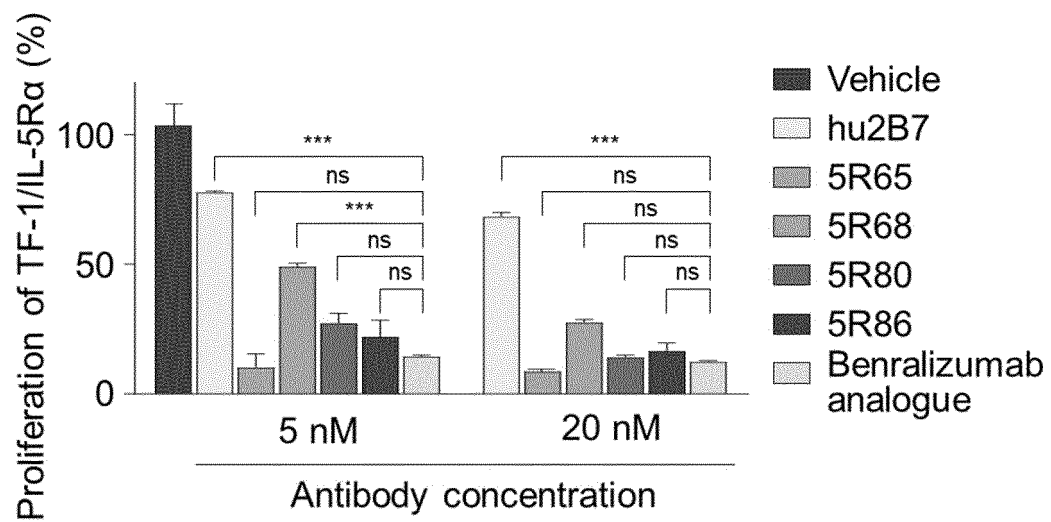 Proliferation of TF-1/IL-5Rα (%)
100
50
0
***
ns
***
ns
ns
***
ns
ns
ns
ns
5 nM
20 nM
Antibody concentration
Vehicle
hu2B7
5R65
5R68
5R80
5R86
Benralizumab
analogue